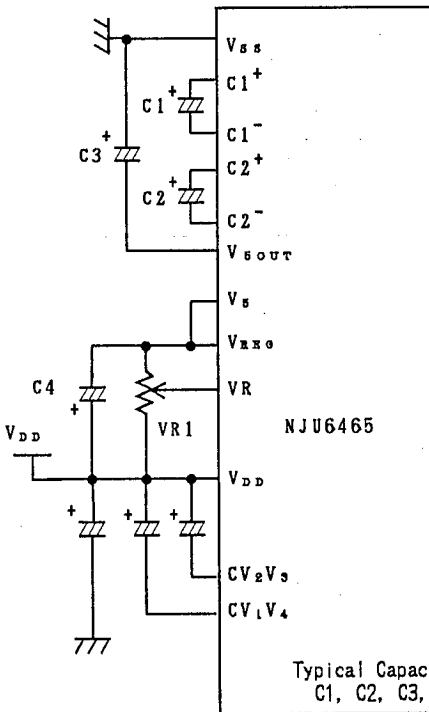 VSS
C1+
+
C1
C1-
+
C3
C2+
+
C2
C2-
V5OUT
V5
VREG
C4
+
VR
VR1
NJU6465
VDD
VDD
+
+
+
CV2V3
CV1V4
Typical Capac
C1, C2, C3,